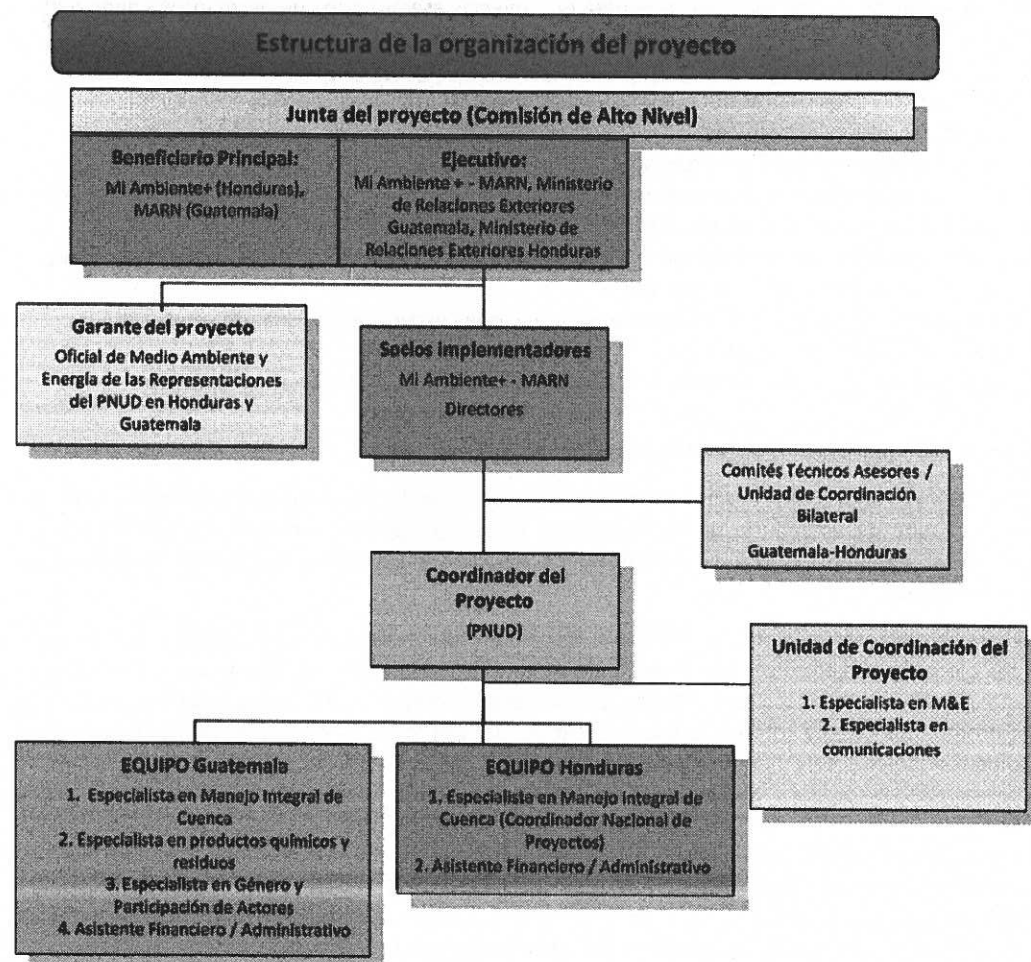 Estructura de la organización del proyecto
Junta del proyecto (Comisión de Alto Nivel)
Beneficiario Principal:
Mi Ambiente+ (Honduras),
MARN (Guatemala)
Ejecutivo:
Mi Ambiente + - MARN, Ministerio
de Relaciones Exteriores
Guatemala, Ministerio de
Relaciones Exteriores Honduras
Garante del proyecto
Oficial de Medio Ambiente y
Energía de las Representaciones
del PNUD en Honduras y
Guatemala
Socios implementadores
Mi Ambiente+ - MARN
Directores
Comités Técnicos Asesores /
Unidad de Coordinación
Bilateral
Guatemala-Honduras
Coordinador del
Proyecto
(PNUD)
Unidad de Coordinación del
Proyecto
1. Especialista en M&E
2. Especialista en
comunicaciones
EQUIPO Guatemala
1. Especialista en Manejo Integral de
Cuenca
2. Especialista en productos químicos y
residuos
3. Especialista en Género y
Participación de Actores
4. Asistente Financiero / Administrativo
EQUIPO Honduras
1. Especialista en Manejo Integral de
Cuenca (Coordinador Nacional de
Proyectos)
2. Asistente Financiero / Administrativo